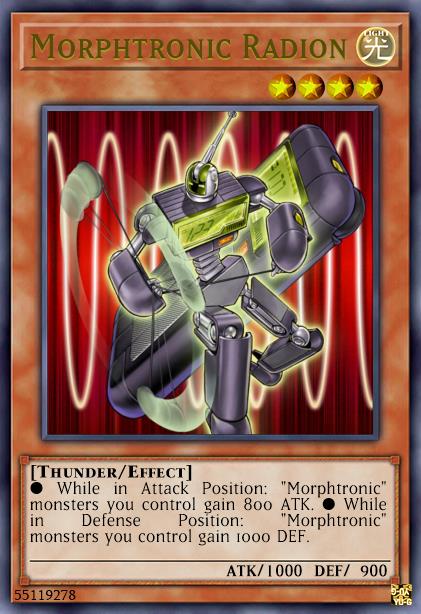 MORPHTRONIC RADION
LIGHT
光
[THUNDER/EFFECT]
● While in Attack Position: "Morphtronic"
monsters you control gain 800 ATK. ● While
in Defense Position: "Morphtronic"
monsters you control gain 1000 DEF.
ATK/1000 DEF/ 900
55119278